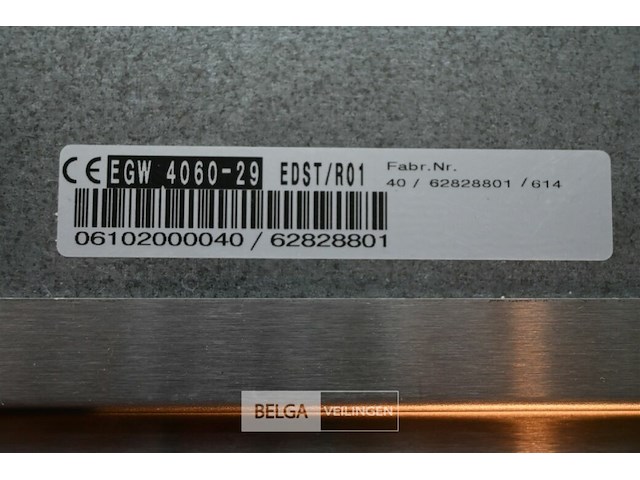 CE EGW 4060-29 EDST/R01
Fabr.Nr.
40 / 62828801 / 614
06102000040 / 62828801
BELGA VEILINGEN